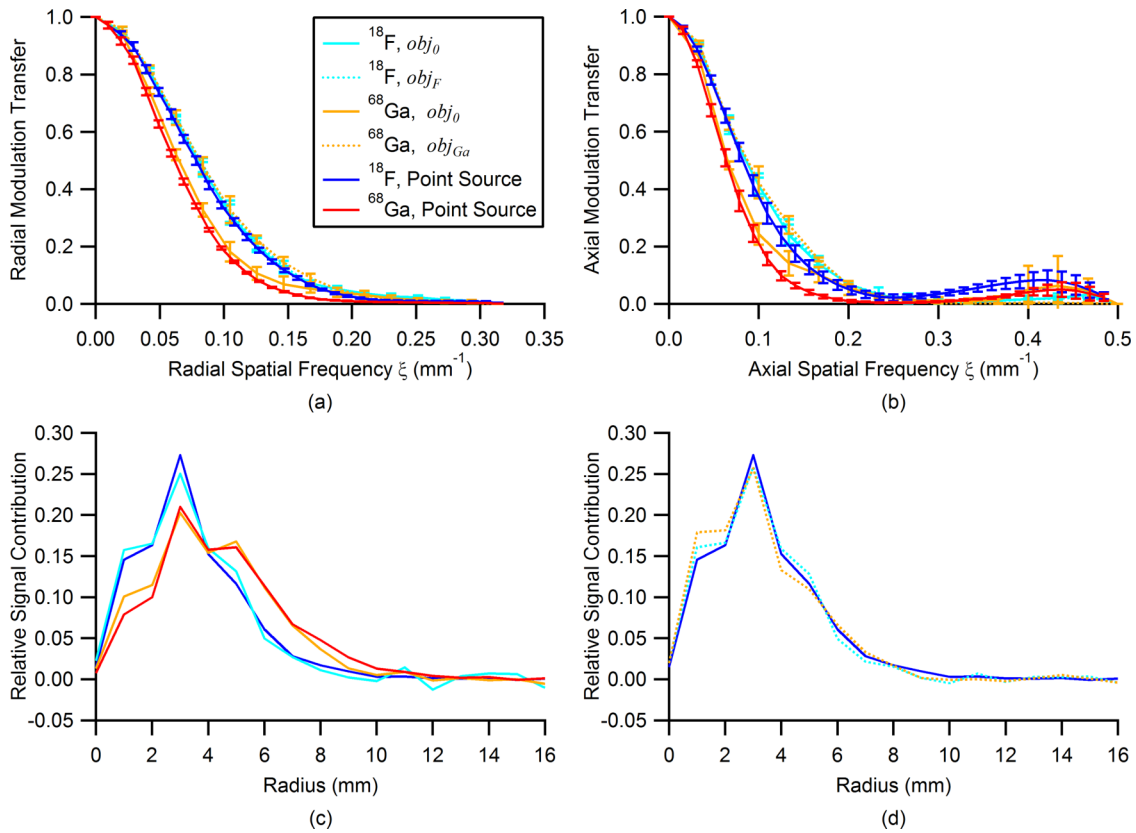 1.0
0.8
0.6
0.4
0.2
0.0
Radial Modulation Transfer
0.00 0.05 0.10 0.15 0.20 0.25 0.30 0.35
Radial Spatial Frequency ξ (mm⁻¹)
(a)
¹⁸F, obj₀
¹⁸F, obj_F
⁶⁸Ga, obj₀
⁶⁸Ga, obj_Ga
¹⁸F, Point Source
⁶⁸Ga, Point Source
1.0
0.8
0.6
0.4
0.2
0.0
Axial Modulation Transfer
0.0 0.1 0.2 0.3 0.4 0.5
Axial Spatial Frequency ξ (mm⁻¹)
(b)
0.30
0.25
0.20
0.15
0.10
0.05
0.00
-0.05
Relative Signal Contribution
0 2 4 6 8 10 12 14 16
Radius (mm)
(c)
0.30
0.25
0.20
0.15
0.10
0.05
0.00
-0.05
Relative Signal Contribution
0 2 4 6 8 10 12 14 16
Radius (mm)
(d)